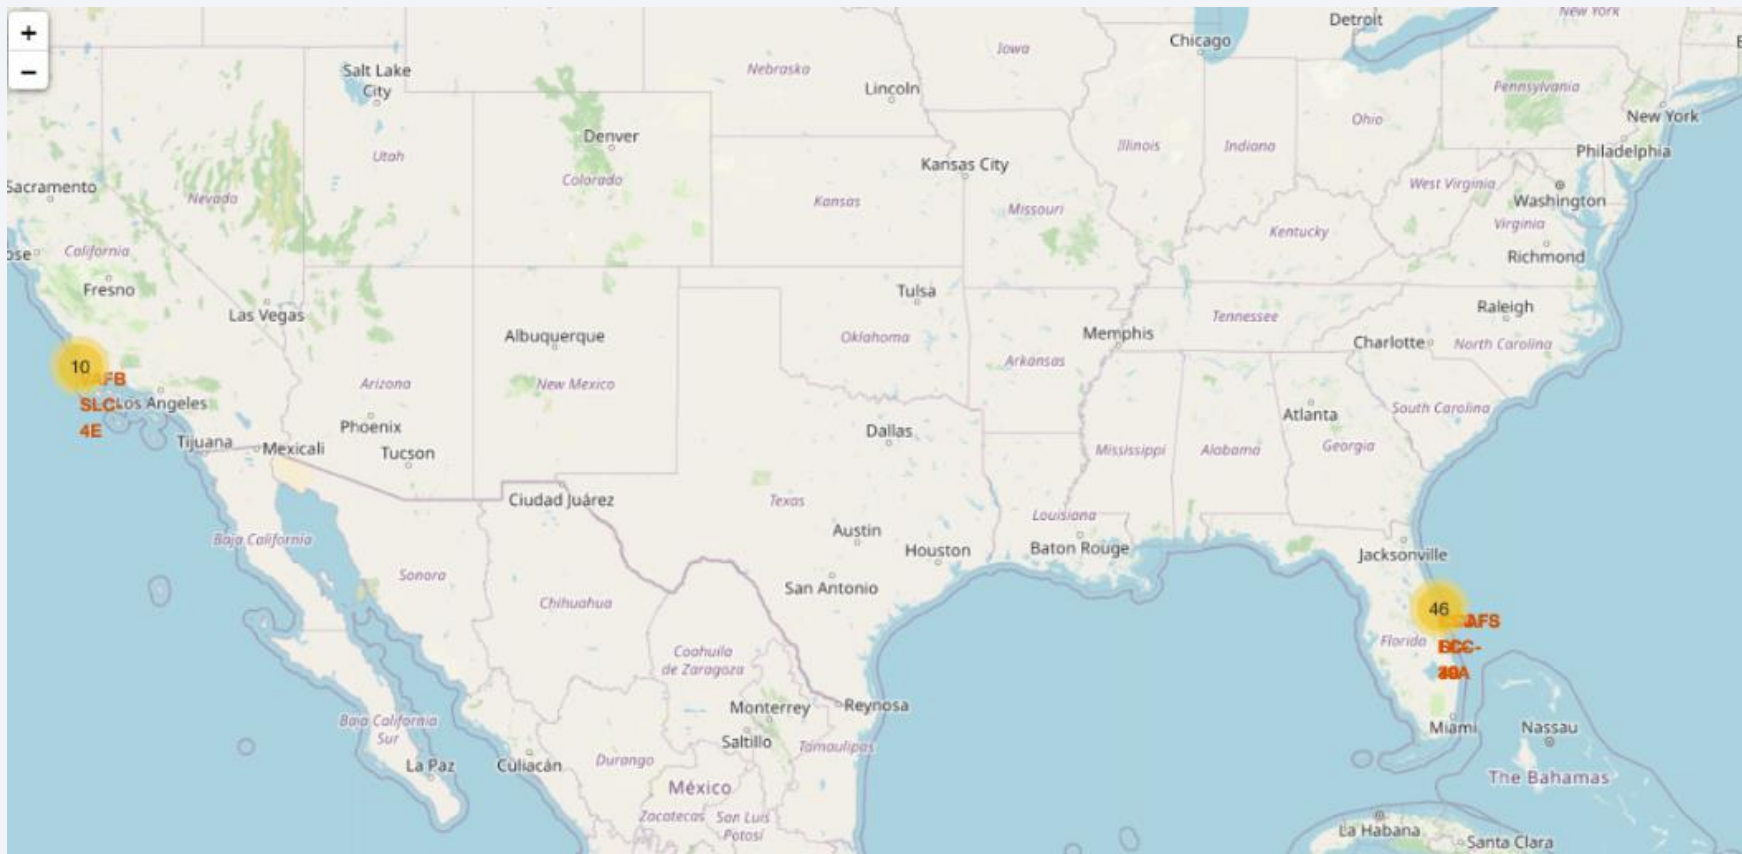 New York
Detroit
Chicago
+
Iowa
Salt Lake
City
Nebraska
−
Lincoln
Pennsylvania
New York
Ohio
Denver
Illinois
Indiana
Philadelphia
Utah
Kansas City
Colorado
West Virginia
Sacramento
Nevada
Kansas
Washington
Missouri
Virginia
Kentucky
California
ose
Richmond
Fresno
Tulsa
Raleigh
Las Vegas
Tennessee
Albuquerque
Oklahoma
Memphis
Charlotte
North Carolina
Arkansas
10
AFB
Arizona
New Mexico
SLC-
Los Angeles
South Carolina
Atlanta
Phoenix
4E
Dallas
Tijuana
Mexicali
Georgia
Mississippi
Alabama
Tucson
Ciudad Juárez
Texas
Louisiana
Austin
Baja California
Houston
Baton Rouge
Jacksonville
Sonora
San Antonio
Chihuahua
46
AFS
Florida
Coahuila
de Zaragoza
Monterrey
Reynosa
Baja California
Sur
Miami
Nassau
Saltillo
Tamaulipas
Durango
La Paz
Culiacán
The Bahamas
México
Zacatecas
San Luis
Potosí
La Habana
Santa Clara